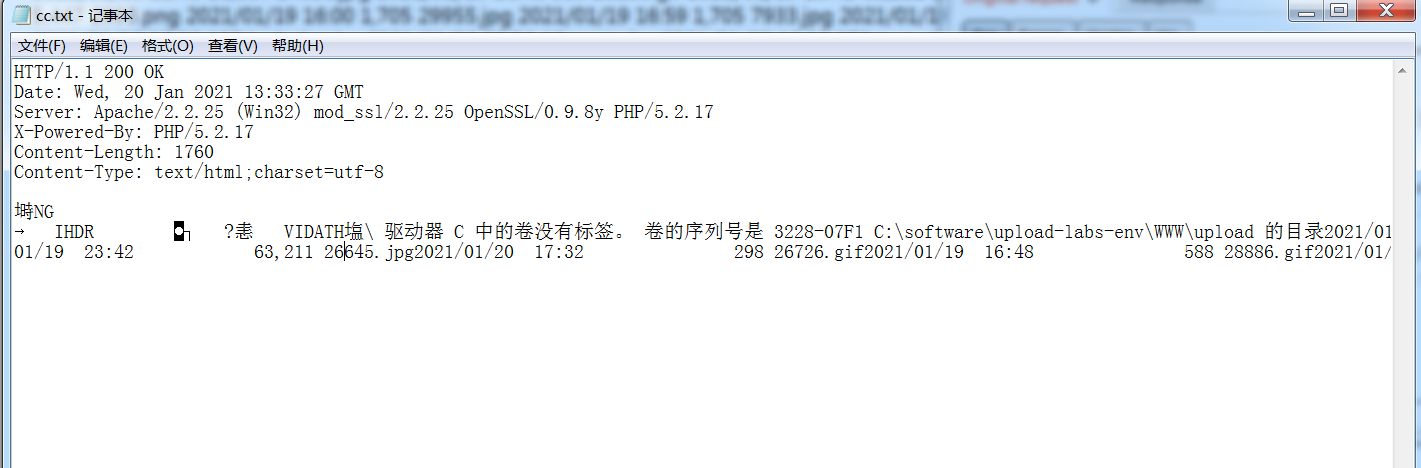 .png 2021/01/19 16:00 1,705 29955.jpg 2021/01/19 16:59 1,705 7933.jpg 2021/01/1
cc.txt - 记事本
文件(F) 编辑(E) 格式(O) 查看(V) 帮助(H)
HTTP/1.1 200 OK
Date: Wed, 20 Jan 2021 13:33:27 GMT
Server: Apache/2.2.25 (Win32) mod_ssl/2.2.25 OpenSSL/0.9.8y PHP/5.2.17
X-Powered-By: PHP/5.2.17
Content-Length: 1760
Content-Type: text/html;charset=utf-8
塒NG
→ IHDR ?恚 VIDATH塩\ 驱动器 C 中的卷没有标签。 卷的序列号是 3228-07F1 C:\software\upload-labs-env\WWW\upload 的目录2021/01
01/19 23:42 63,211 26645.jpg2021/01/20 17:32 298 26726.gif2021/01/19 16:48 588 28886.gif2021/01/